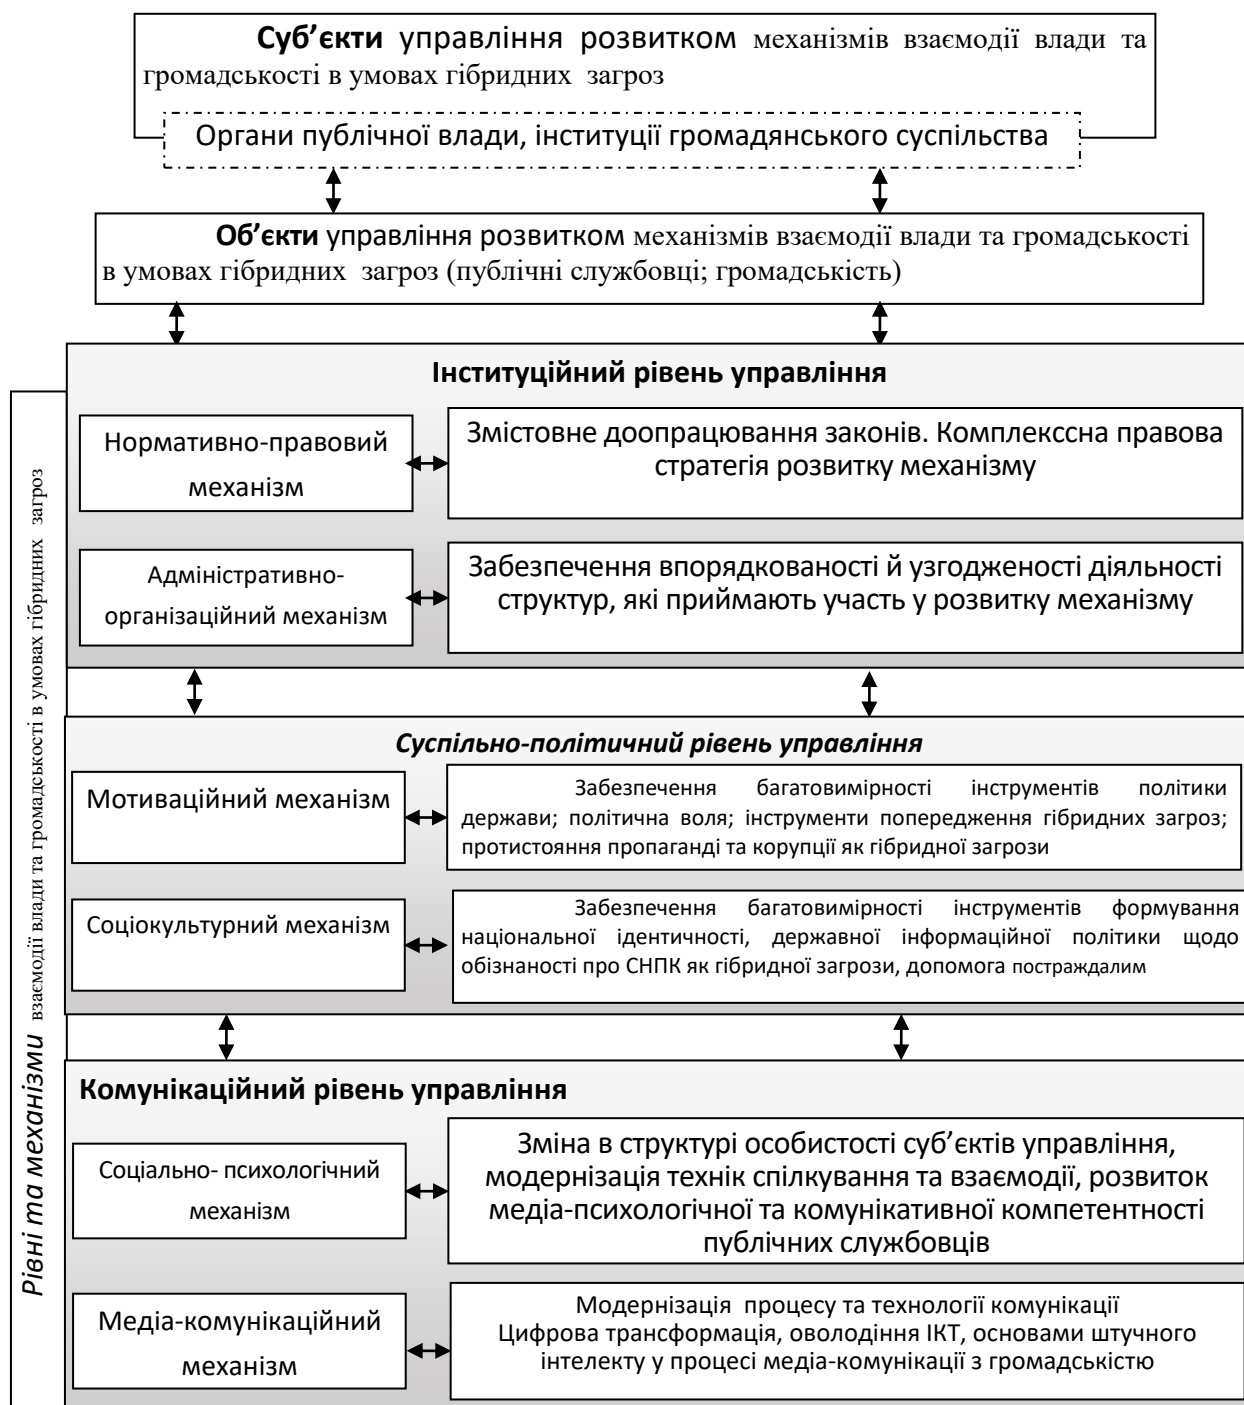 Суб’єкти управління розвитком механізмів взаємодії влади та
громадськості в умовах гібридних загроз
Органи публічної влади, інституції громадянського суспільства
Об’єкти управління розвитком механізмів взаємодії влади та громадськості
в умовах гібридних загроз (публічні службовці; громадськість)
Рівні та механізми взаємодії влади та громадськості в умовах гібридних загроз
Інституційний рівень управління
Нормативно-правовий
механізм
Змістовне доопрацювання законів. Комплекссна правова
стратегія розвитку механізму
Адміністративно-
організаційний механізм
Забезпечення впорядкованості й узгодженості діяльності
структур, які приймають участь у розвитку механізму
Суспільно-політичний рівень управління
Мотиваційний механізм
Забезпечення багатовимірності інструментів політики
держави; політична воля; інструменти попередження гібридних загроз;
протистояння пропаганді та корупції як гібридної загрози
Соціокультурний механізм
Забезпечення багатовимірності інструментів формування
національної ідентичності, державної інформаційної політики щодо
обізнаності про СНПК як гібридної загрози, допомога постраждалим
Комунікаційний рівень управління
Соціально- психологічний
механізм
Зміна в структурі особистості суб’єктів управління,
модернізація технік спілкування та взаємодії, розвиток
медіа-психологічної та комунікативної компетентності
публічних службовців
Медіа-комунікаційний
механізм
Модернізація процесу та технології комунікації
Цифрова трансформація, оволодіння ІКТ, основами штучного
інтелекту у процесі медіа-комунікації з громадськістю